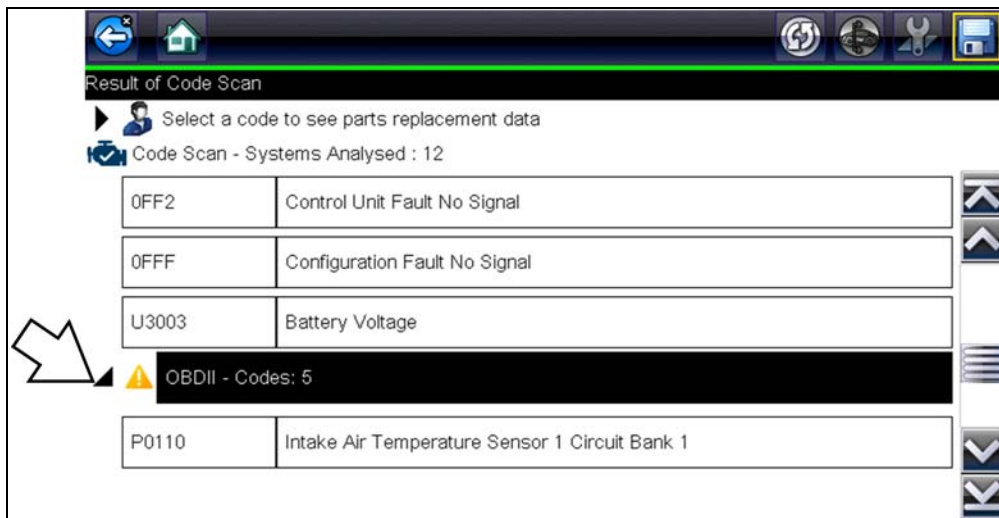 Result of Code Scan
Select a code to see parts replacement data
Code Scan - Systems Analysed : 12
0FF2 Control Unit Fault No Signal
0FFF Configuration Fault No Signal
U3003 Battery Voltage
OBDII - Codes: 5
P0110 Intake Air Temperature Sensor 1 Circuit Bank 1